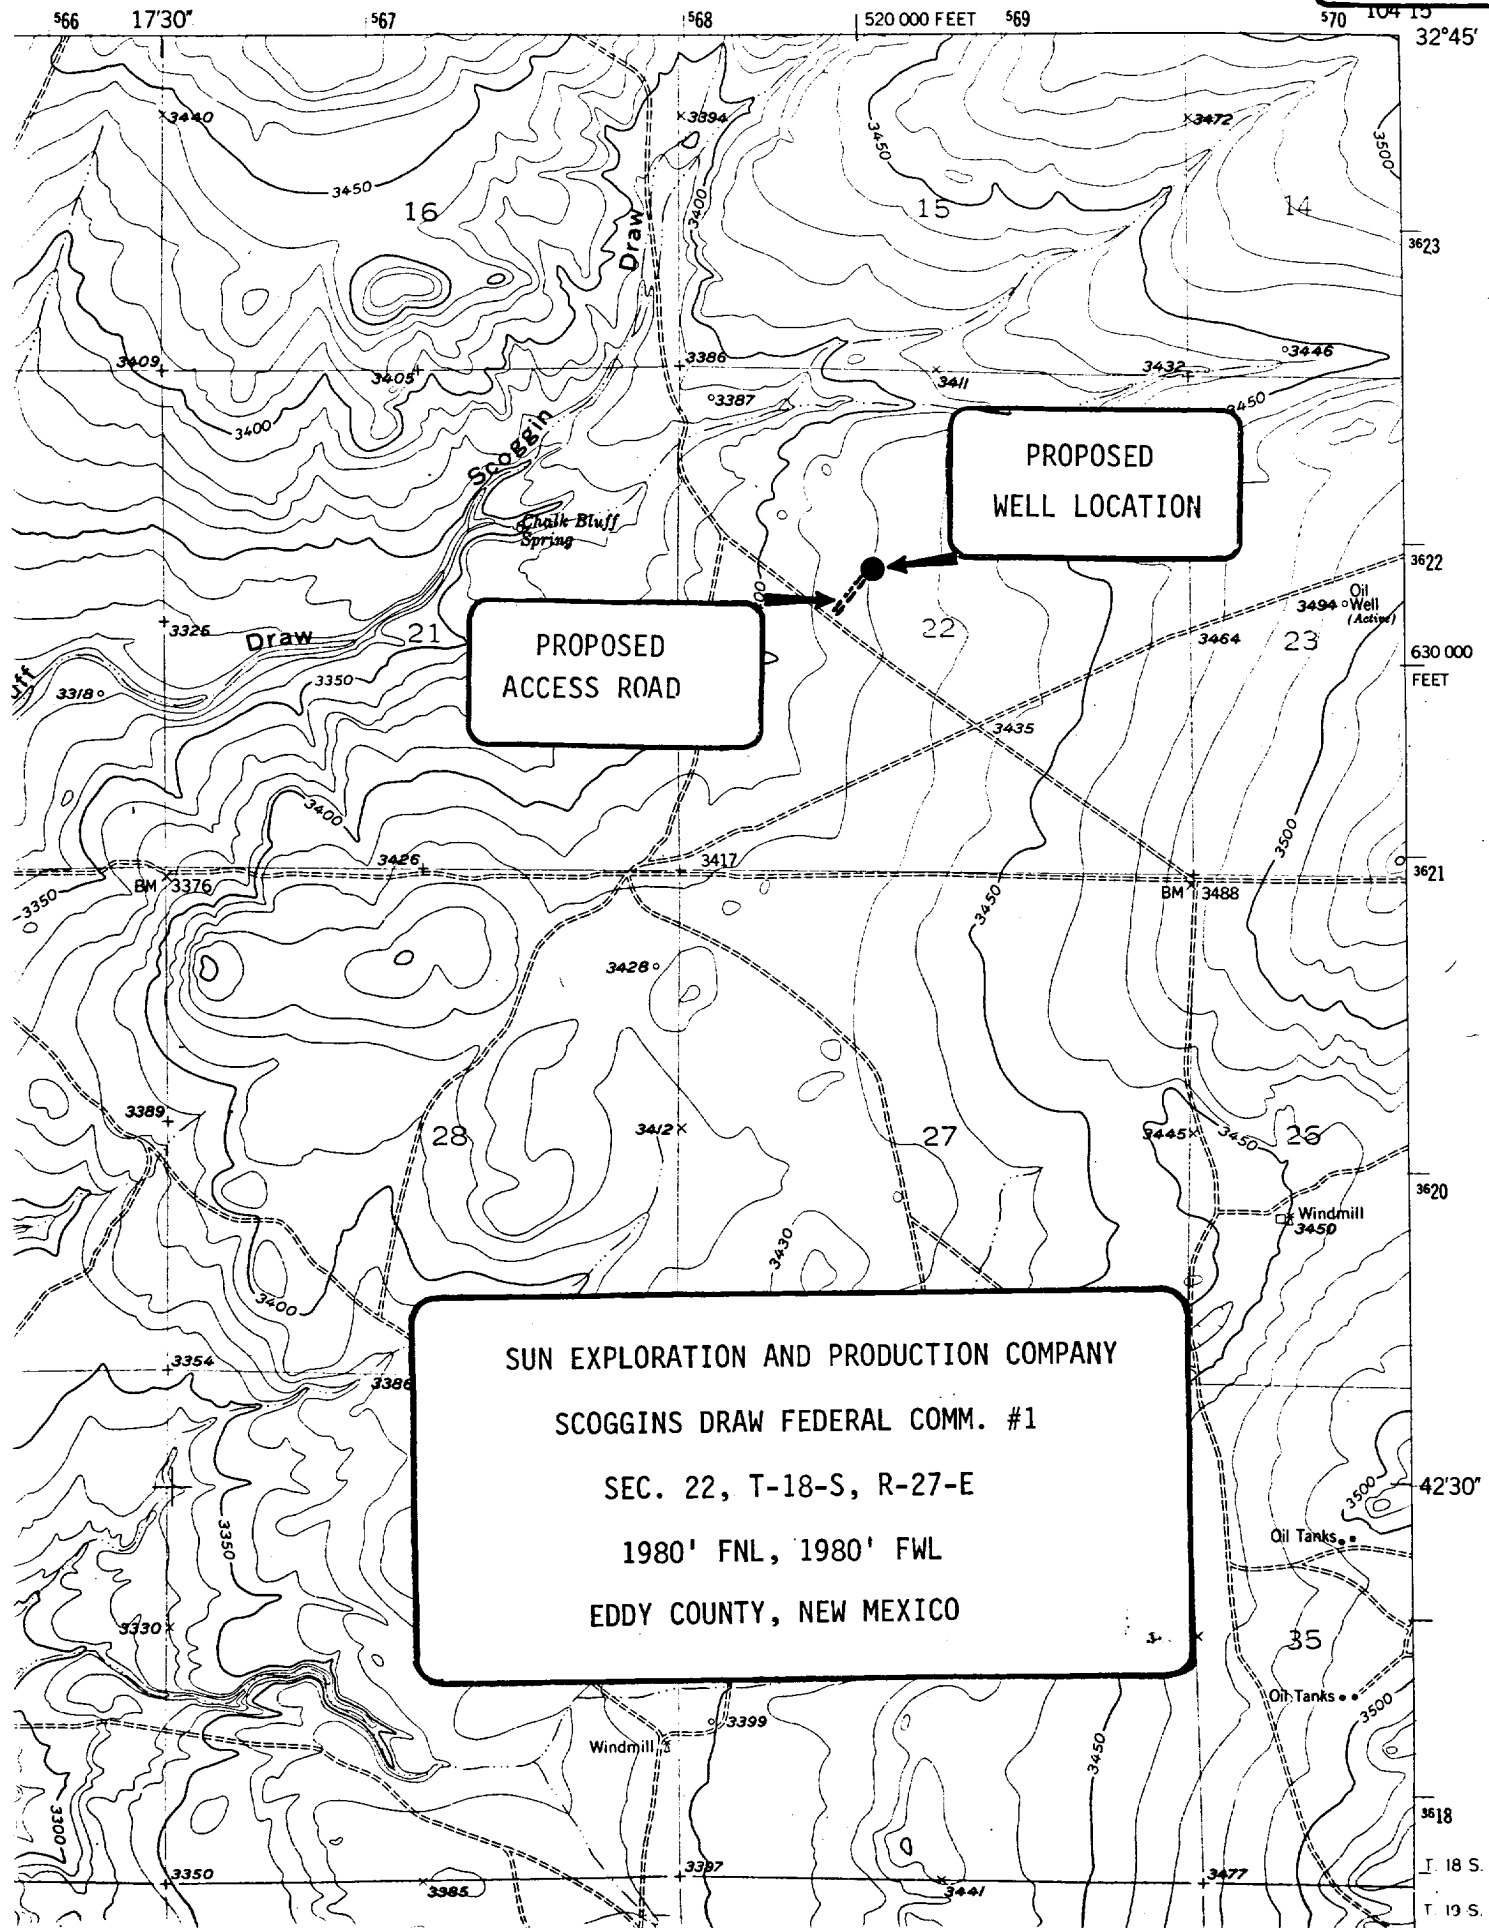 566 17'30" 567 568 520 000 FEET 569 570 104 15
32°45'
3440
3394
3450
3472
3500
3450
16
Draw
3400
15
14
3623
3409
3405
3386
3411
3432
3446
3387
3400
3450
Scoggin
PROPOSED
WELL LOCATION
Chalk Bluff
Spring
3622
3325
Draw
21
PROPOSED
ACCESS ROAD
22
3494 Oil
Well
(Active)
3464
23
630 000
FEET
3318
3350
3435
3400
3500
3426
3417
3621
BM 3376
BM 3488
3350
3450
3428
3389
28
3412
27
3445
3450
26
3620
Windmill
3450
3430
3400
3354
3386
SUN EXPLORATION AND PRODUCTION COMPANY
SCOGGINS DRAW FEDERAL COMM. #1
SEC. 22, T-18-S, R-27-E
1980' FNL, 1980' FWL
EDDY COUNTY, NEW MEXICO
42'30"
3500
Oil Tanks
3350
3330
35
Oil Tanks
3500
3399
Windmill
3450
3300
3618
3350
3385
3397
3441
3477
T. 18 S.
T. 19 S.